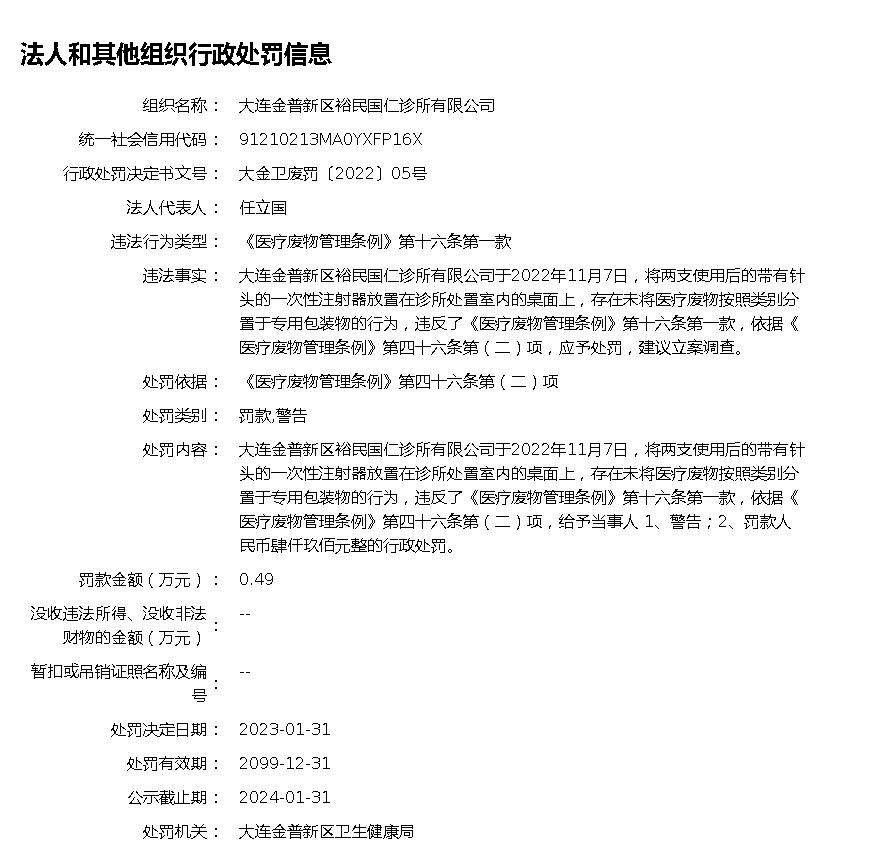 法人和其他组织行政处罚信息
组织名称： 大连金普新区裕民国仁诊所有限公司
统一社会信用代码： 91210213MA0YXFP16X
行政处罚决定书文号： 大金卫废罚〔2022〕05号
法人代表人： 任立国
违法行为类型： 《医疗废物管理条例》第十六条第一款
违法事实： 大连金普新区裕民国仁诊所有限公司于2022年11月7日，将两支使用后的带有针
头的一次性注射器放置在诊所处置室内的桌面上，存在未将医疗废物按照类别分
置于专用包装物的行为，违反了《医疗废物管理条例》第十六条第一款，依据《
医疗废物管理条例》第四十六条第（二）项，应予处罚，建议立案调查。
处罚依据： 《医疗废物管理条例》第四十六条第（二）项
处罚类别： 罚款,警告
处罚内容： 大连金普新区裕民国仁诊所有限公司于2022年11月7日，将两支使用后的带有针
头的一次性注射器放置在诊所处置室内的桌面上，存在未将医疗废物按照类别分
置于专用包装物的行为，违反了《医疗废物管理条例》第十六条第一款，依据《
医疗废物管理条例》第四十六条第（二）项，给予当事人 1、警告；2、罚款人
民币肆仟玖佰元整的行政处罚。
罚款金额（万元）： 0.49
没收违法所得、没收非法
财物的金额（万元）： --
暂扣或吊销证照名称及编
号： --
处罚决定日期： 2023-01-31
处罚有效期： 2099-12-31
公示截止期： 2024-01-31
处罚机关： 大连金普新区卫生健康局